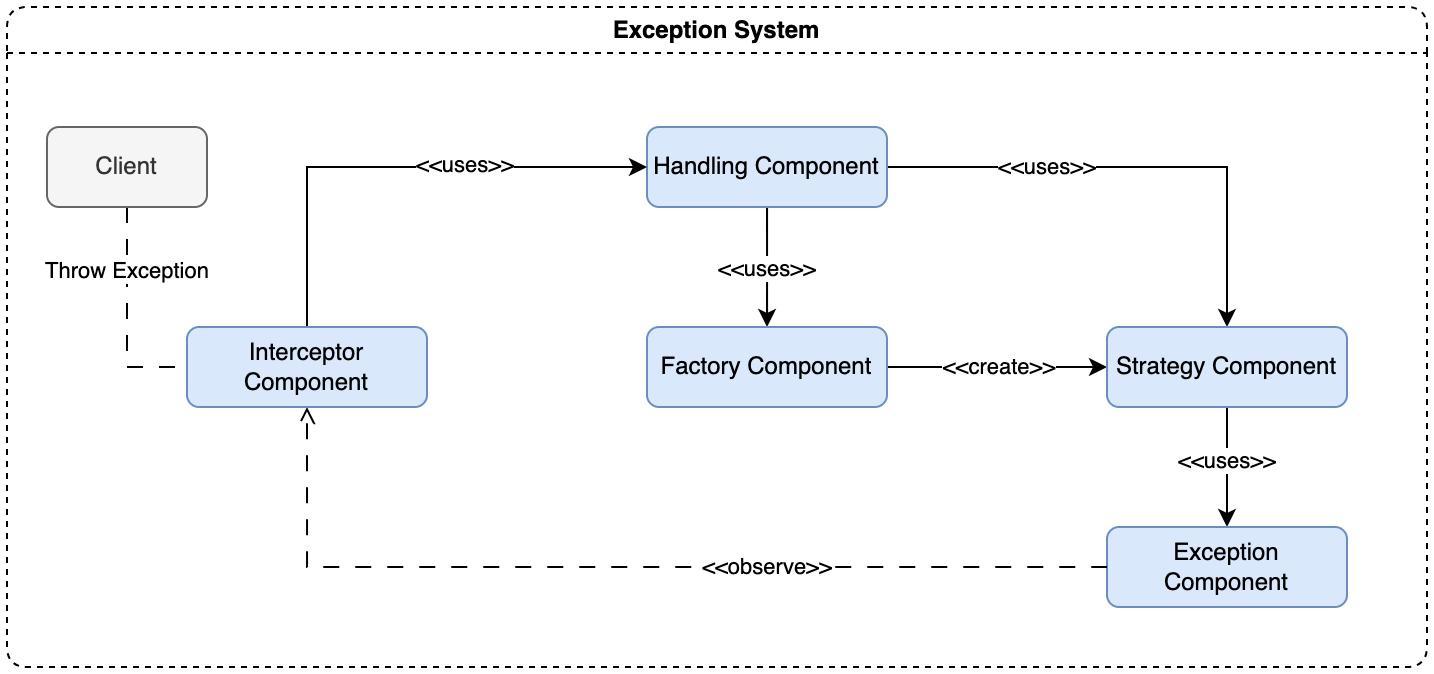 Exception System
Client
<<uses>>
Handling Component
<<uses>>
Throw Exception
<<uses>>
Interceptor
Component
Factory Component
<<create>>
Strategy Component
<<uses>>
Exception
Component
<<observe>>